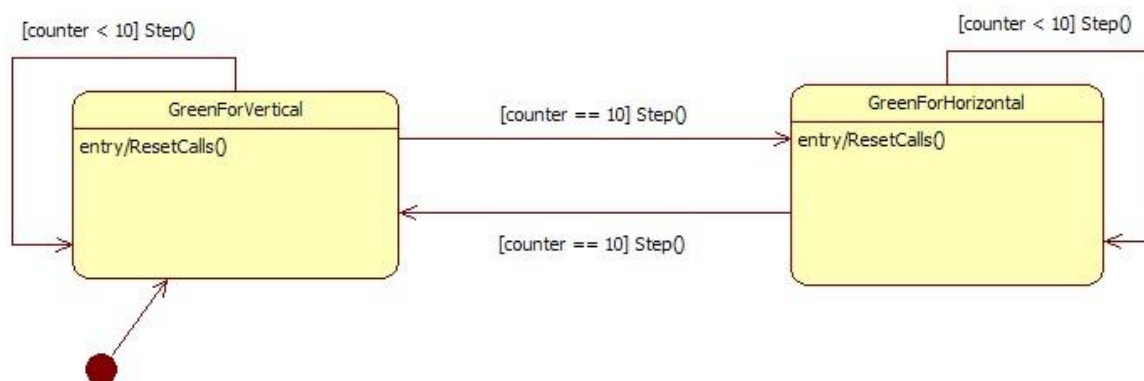 [counter < 10] Step()
[counter < 10] Step()
GreenForVertical
entry/ResetCalls()
[counter == 10] Step()
GreenForHorizontal
entry/ResetCalls()
[counter == 10] Step()